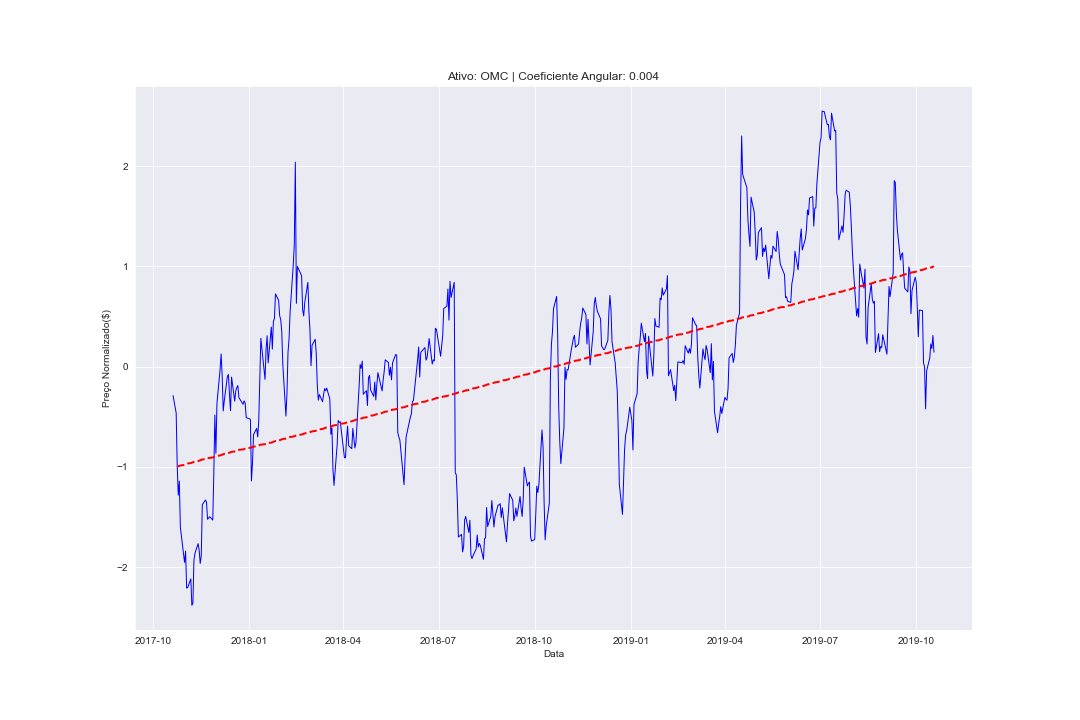 Ativo: OMC | Coeficiente Angular: 0.004
Preço Normalizado($)
2
1
0
−1
−2
2017-10 2018-01 2018-04 2018-07 2018-10 2019-01 2019-04 2019-07 2019-10
Data